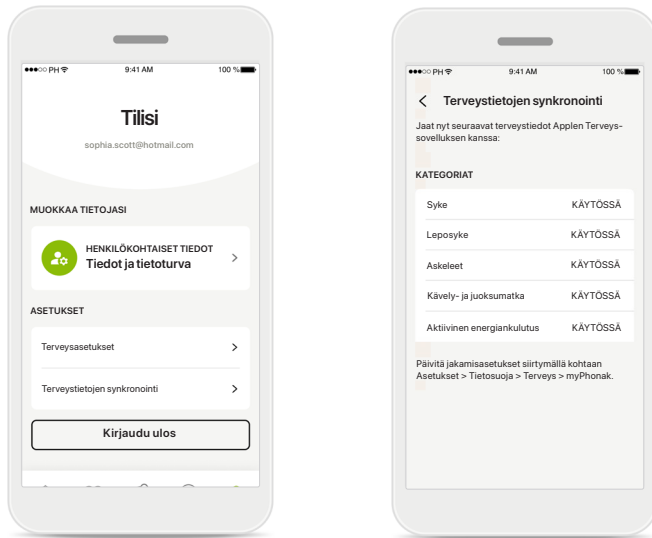 ●●●○○ PH 9:41 AM 100 %
Tilisi
sophia.scott@hotmail.com
MUOKKAA TIETOJASI
HENKILÖKOHTAISET TIEDOT
Tiedot ja tietoturva
ASETUKSET
Terveysasetukset
Terveystietojen synkronointi
Kirjaudu ulos
●●●○○ PH 9:41 AM 100 %
Terveystietojen synkronointi
Jaat nyt seuraavat terveystiedot Applen Terveys-
sovelluksen kanssa:
KATEGORIAT
Syke KÄYTÖSSÄ
Leposyke KÄYTÖSSÄ
Askeleet KÄYTÖSSÄ
Kävely- ja juoksumatka KÄYTÖSSÄ
Aktiivinen energiankulutus KÄYTÖSSÄ
Päivitä jakamisasetukset siirtymällä kohtaan
Asetukset > Tietosuoja > Terveys > myPhonak.